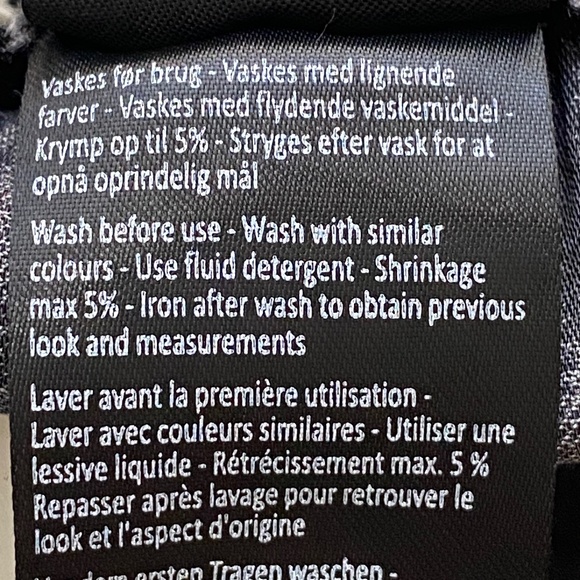 Vaskes før brug - Vaskes med lignende
farver - Vaskes med flydende vaskemiddel -
Krymp op til 5% - Stryges efter vask for at
opnå oprindelig mål
Wash before use - Wash with similar
colours - Use fluid detergent - Shrinkage
max 5% - Iron after wash to obtain previous
look and measurements
Laver avant la première utilisation -
Laver avec couleurs similaires - Utiliser une
lessive liquide - Rétrécissement max. 5 %
Repasser après lavage pour retrouver le
look et l'aspect d'origine
ersten Tragen waschen -